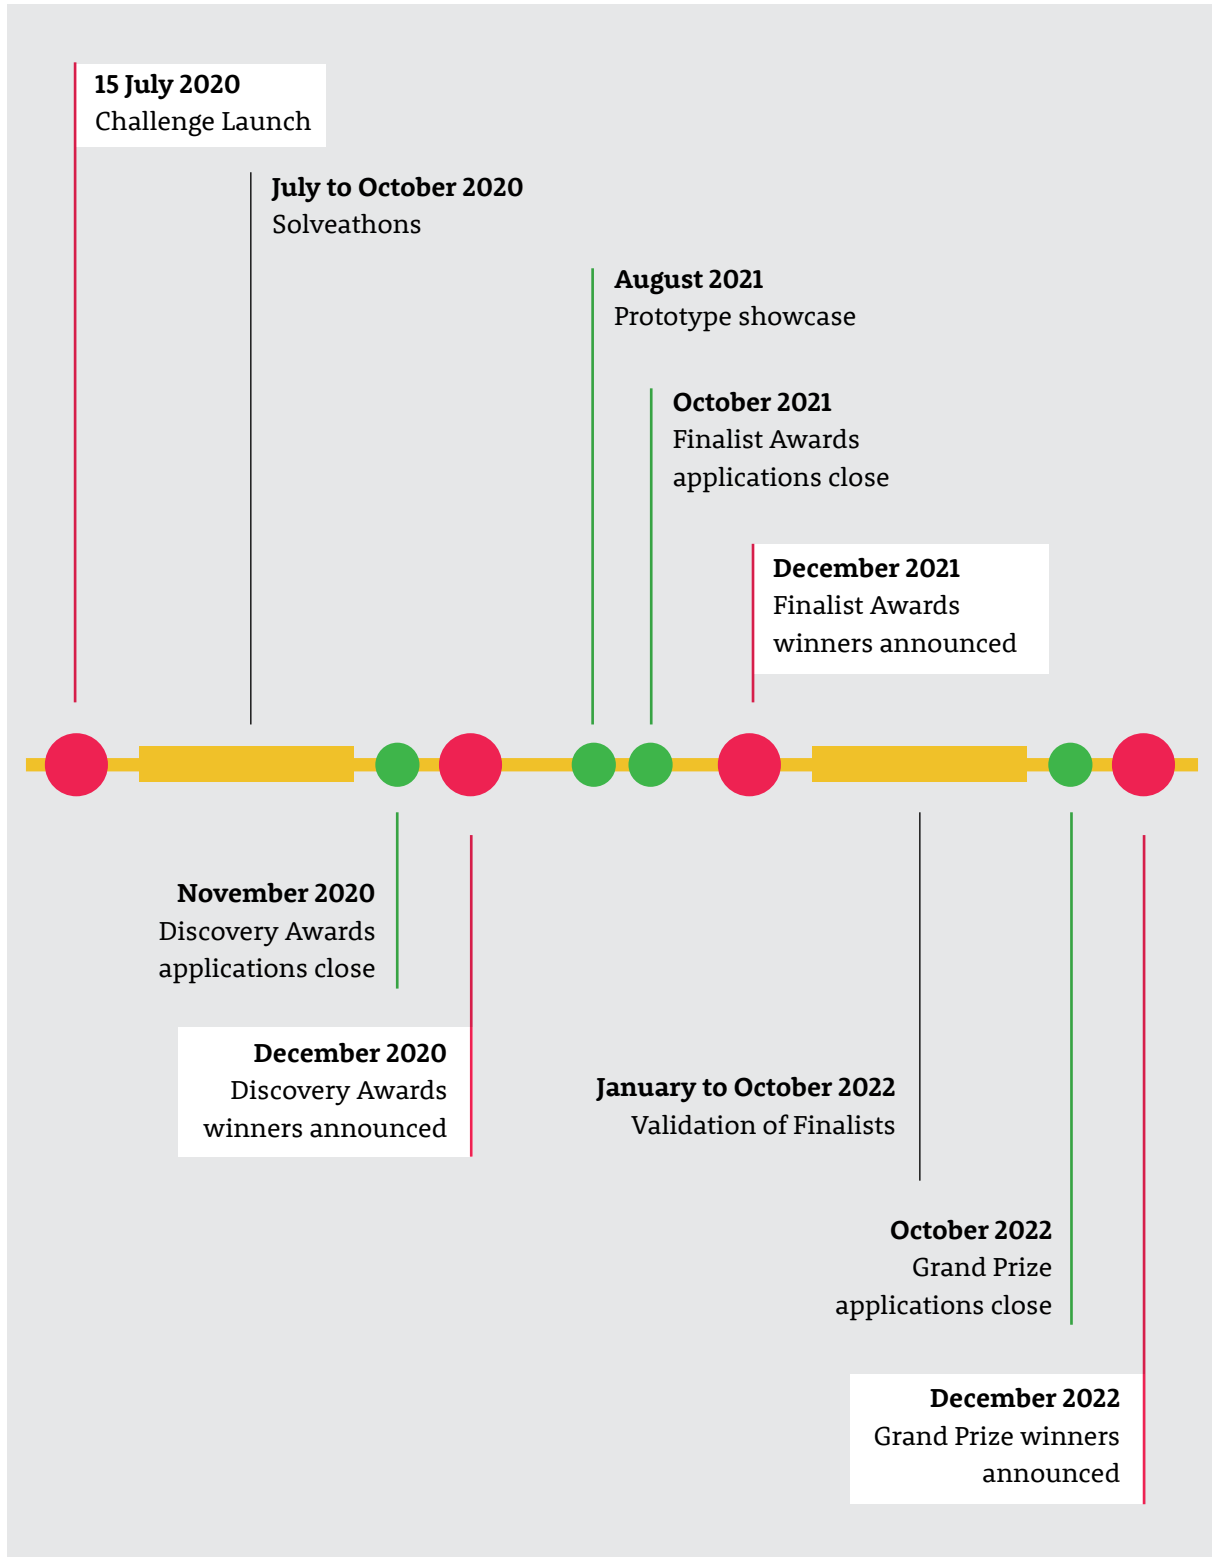 15 July 2020
Challenge Launch
July to October 2020
Solveathons
August 2021
Prototype showcase
October 2021
Finalist Awards
applications close
December 2021
Finalist Awards
winners announced
November 2020
Discovery Awards
applications close
December 2020
Discovery Awards
winners announced
January to October 2022
Validation of Finalists
October 2022
Grand Prize
applications close
December 2022
Grand Prize winners
announced